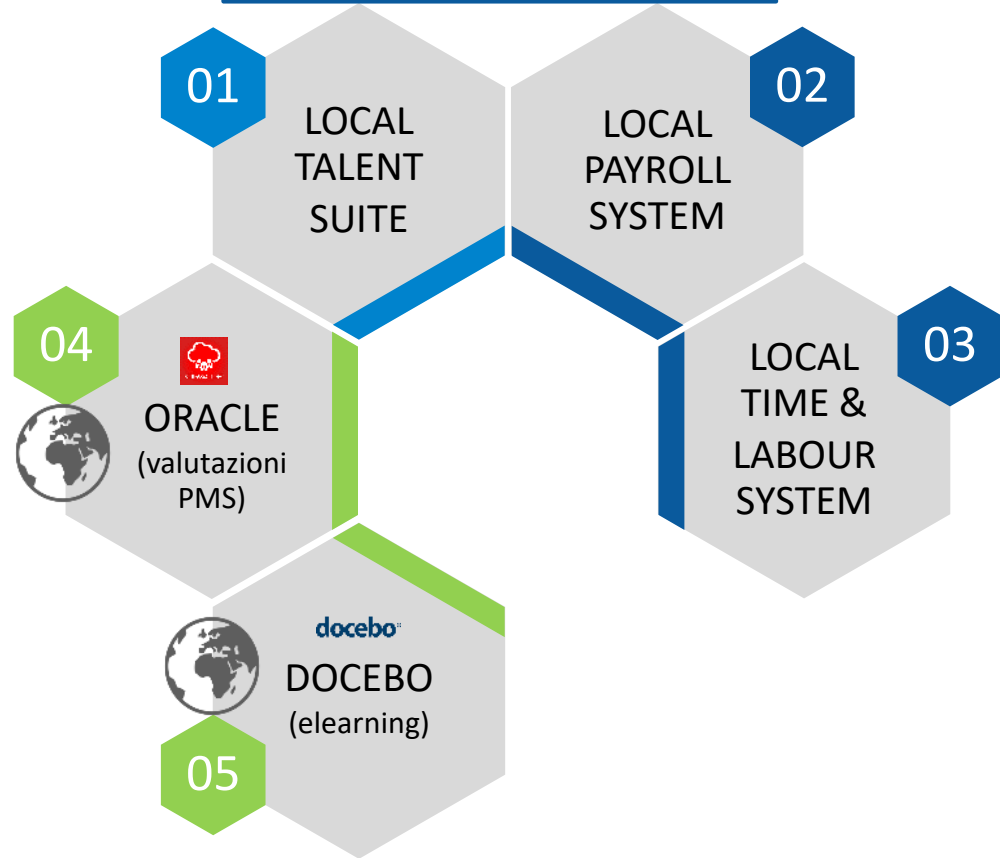 01
LOCAL
TALENT
SUITE
02
LOCAL
PAYROLL
SYSTEM
03
LOCAL
TIME &
LABOUR
SYSTEM
04
ORACLE
(valutazioni
PMS)
docebo
DOCEBO
(elearning)
05